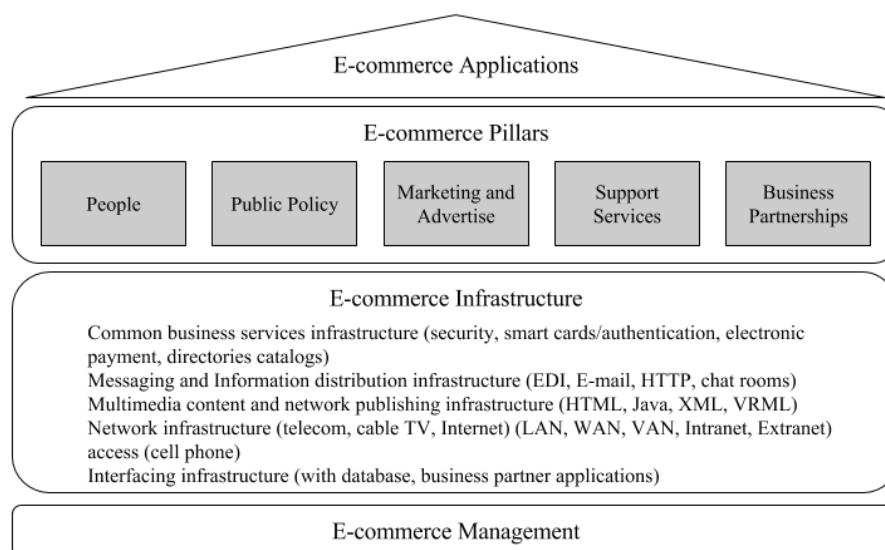 E-commerce Applications
E-commerce Pillars
People
Public Policy
Marketing and
Advertise
Support
Services
Business
Partnerships
E-commerce Infrastructure
Common business services infrastructure (security, smart cards/authentication, electronic
payment, directories catalogs)
Messaging and Information distribution infrastructure (EDI, E-mail, HTTP, chat rooms)
Multimedia content and network publishing infrastructure (HTML, Java, XML, VRML)
Network infrastructure (telecom, cable TV, Internet) (LAN, WAN, VAN, Intranet, Extranet)
access (cell phone)
Interfacing infrastructure (with database, business partner applications)
E-commerce Management